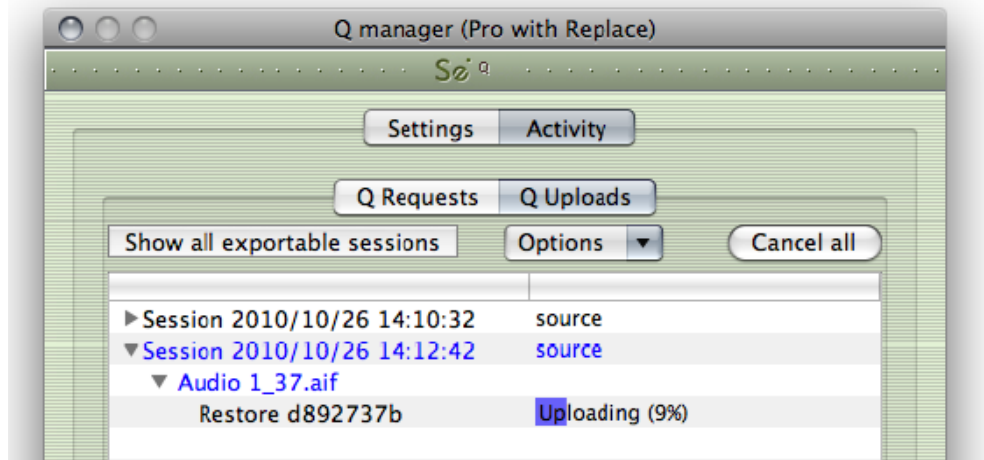 Q manager (Pro with Replace)
Q
Settings Activity
Q Requests Q Uploads
Show all exportable sessions Options Cancel all
Session 2010/10/26 14:10:32 source
Session 2010/10/26 14:12:42 source
Audio 1_37.aif
Restore d892737b Uploading (9%)